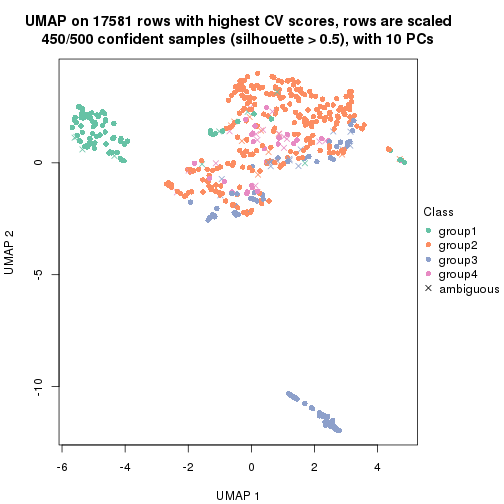 UMAP on 17581 rows with highest CV scores, rows are scaled
450/500 confident samples (silhouette > 0.5), with 10 PCs
0
-5
-10
UMAP 2
-6
-4
-2
0
2
4
UMAP 1
Class
group1
group2
group3
group4
ambiguous